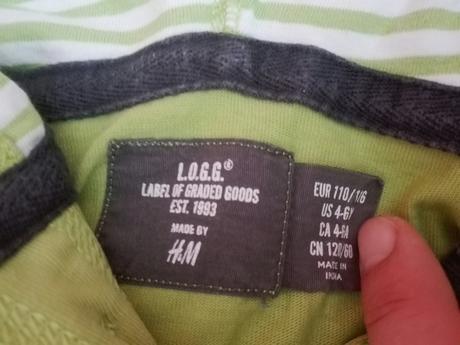 L.O.G.G.®
LABEL OF GRADED GOODS
EST. 1993
MADE BY
H&M
EUR 110/116
US 4-6Y
CA 4-6A
CN 120/60
MADE IN
INDIA